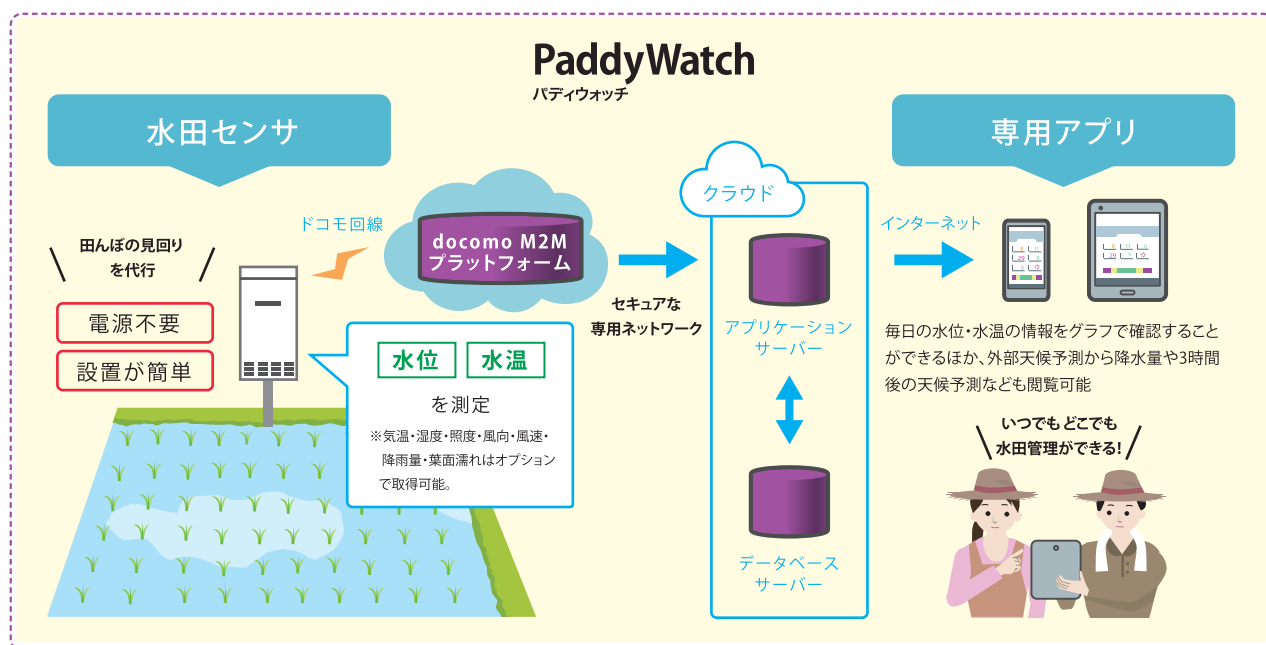 PaddyWatch
パディウォッチ
水田センサ
田んぼの見回り
を代行
電源不要
設置が簡単
ドコモ回線
docomo M2M
プラットフォーム
水位 水温
を測定
※気温・湿度・照度・風向・風速・
降雨量・葉面濡れはオプション
で取得可能。
セキュアな
専用ネットワーク
クラウド
アプリケーション
サーバー
データベース
サーバー
インターネット
専用アプリ
毎日の水位・水温の情報をグラフで確認すること
ができるほか、外部天候予測から降水量や3時間
後の天候予測なども閲覧可能
いつでも どこでも
水田管理ができる!